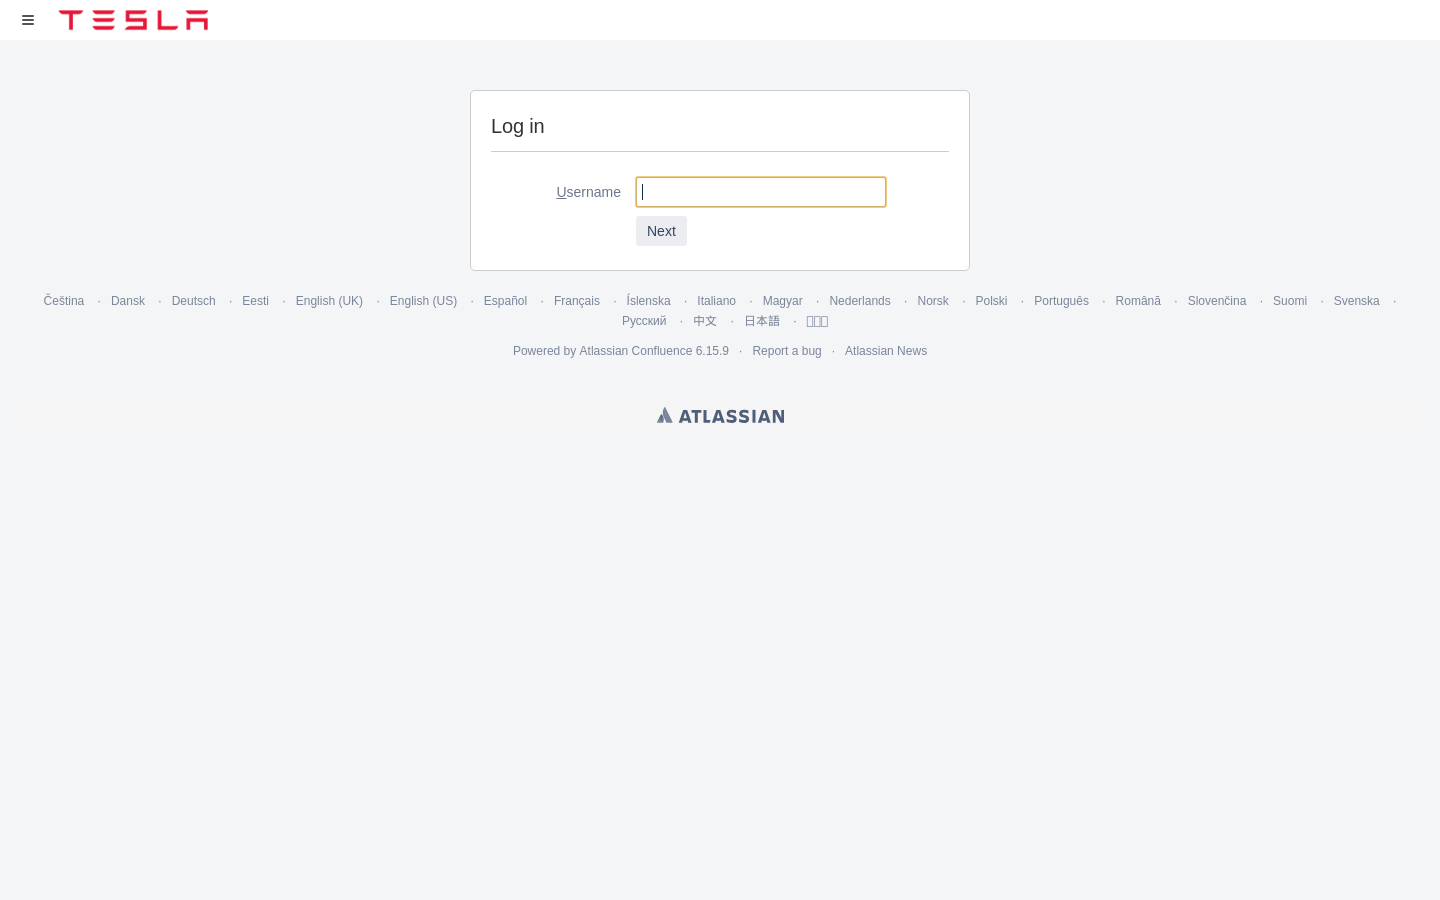 TESLA
Log in
Username
Next
Čeština · Dansk · Deutsch · Eesti · English (UK) · English (US) · Español · Français · Íslenska · Italiano · Magyar · Nederlands · Norsk · Polski · Português · Română · Slovenčina · Suomi · Svenska ·
Русский · 中文 · 日本語 ·
Powered by Atlassian Confluence 6.15.9 · Report a bug · Atlassian News
ATLASSIAN